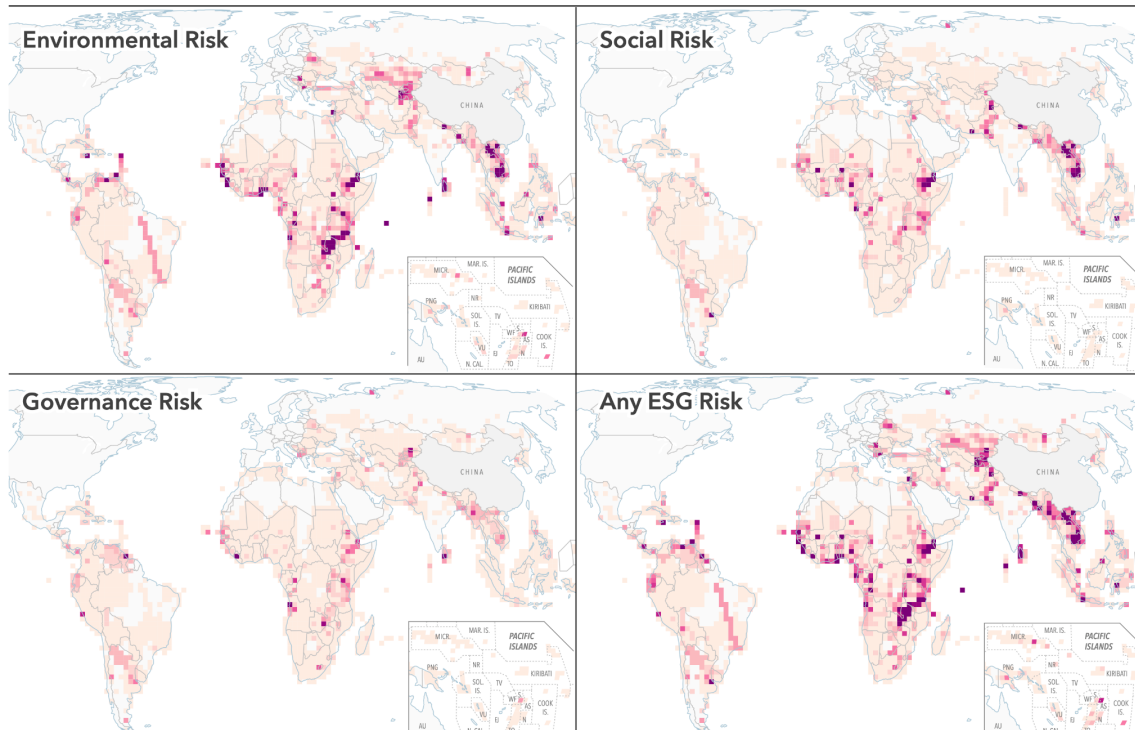 Environmental Risk
CHINA
MAR. IS.
PACIFIC
ISLANDS
MICR.
NR
KIRIBATI
PNG
SOL.
IS.
TV
WF
S.
AS
COOK
IS.
VU
FJ
N
AU
N. CAL.
TO
Social Risk
CHINA
MAR. IS.
PACIFIC
ISLANDS
MICR.
NR
KIRIBATI
PNG
SOL.
IS.
TV
WF
S.
AS
COOK
IS.
VU
FJ
N
AU
N. CAL.
TO
Governance Risk
CHINA
MAR. IS.
PACIFIC
ISLANDS
MICR.
NR
KIRIBATI
PNG
SOL.
IS.
TV
WF
S.
AS
COOK
IS.
VU
FJ
N
AU
N. CAL.
TO
Any ESG Risk
CHINA
MAR. IS.
PACIFIC
ISLANDS
MICR.
NR
KIRIBATI
PNG
SOL.
IS.
TV
WF
S.
AS
COOK
IS.
VU
FJ
N
AU
N. CAL.
TO